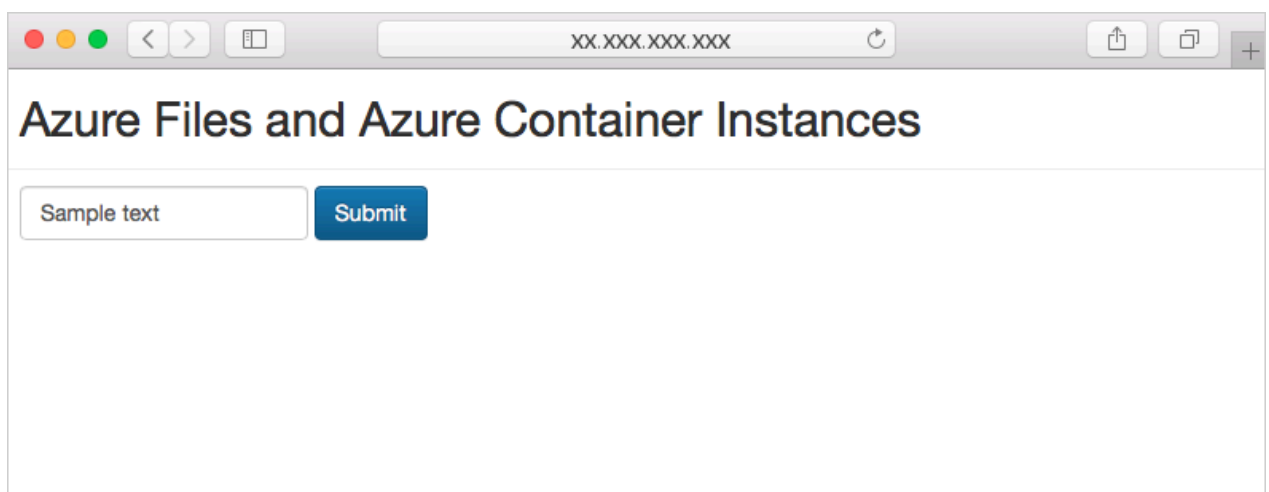 XX.XXX.XXX.XXX
Azure Files and Azure Container Instances
Sample text
Submit